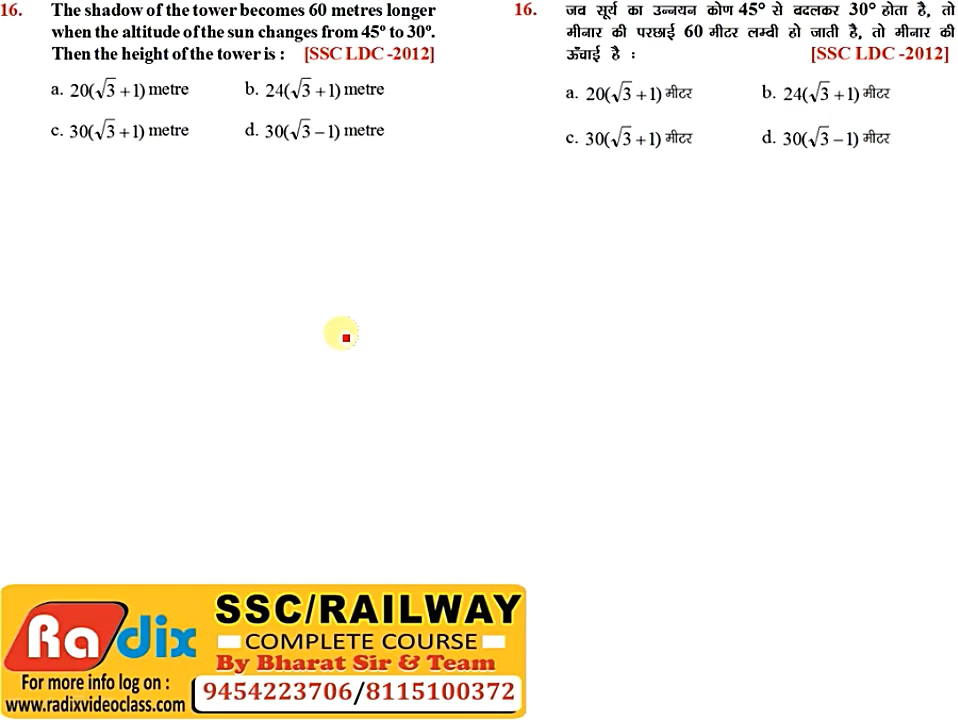 16. The shadow of the tower becomes 60 metres longer
when the altitude of the sun changes from 45º to 30º.
Then the height of the tower is : [SSC LDC -2012]
a. 20(√3 + 1) metre b. 24(√3 + 1) metre
c. 30(√3 + 1) metre d. 30(√3 – 1) metre
16. जब सूर्य का उन्नयन कोण 45° से बदलकर 30° होता है, तो
मीनार की परछाई 60 मीटर लम्बी हो जाती है, तो मीनार की
ऊँचाई है : [SSC LDC -2012]
a. 20(√3 + 1) मीटर b. 24(√3 + 1) मीटर
c. 30(√3 + 1) मीटर d. 30(√3 – 1) मीटर
Radix
For more info log on :
www.radixvideoclass.com
SSC/RAILWAY
COMPLETE COURSE
By Bharat Sir & Team
9454223706/8115100372